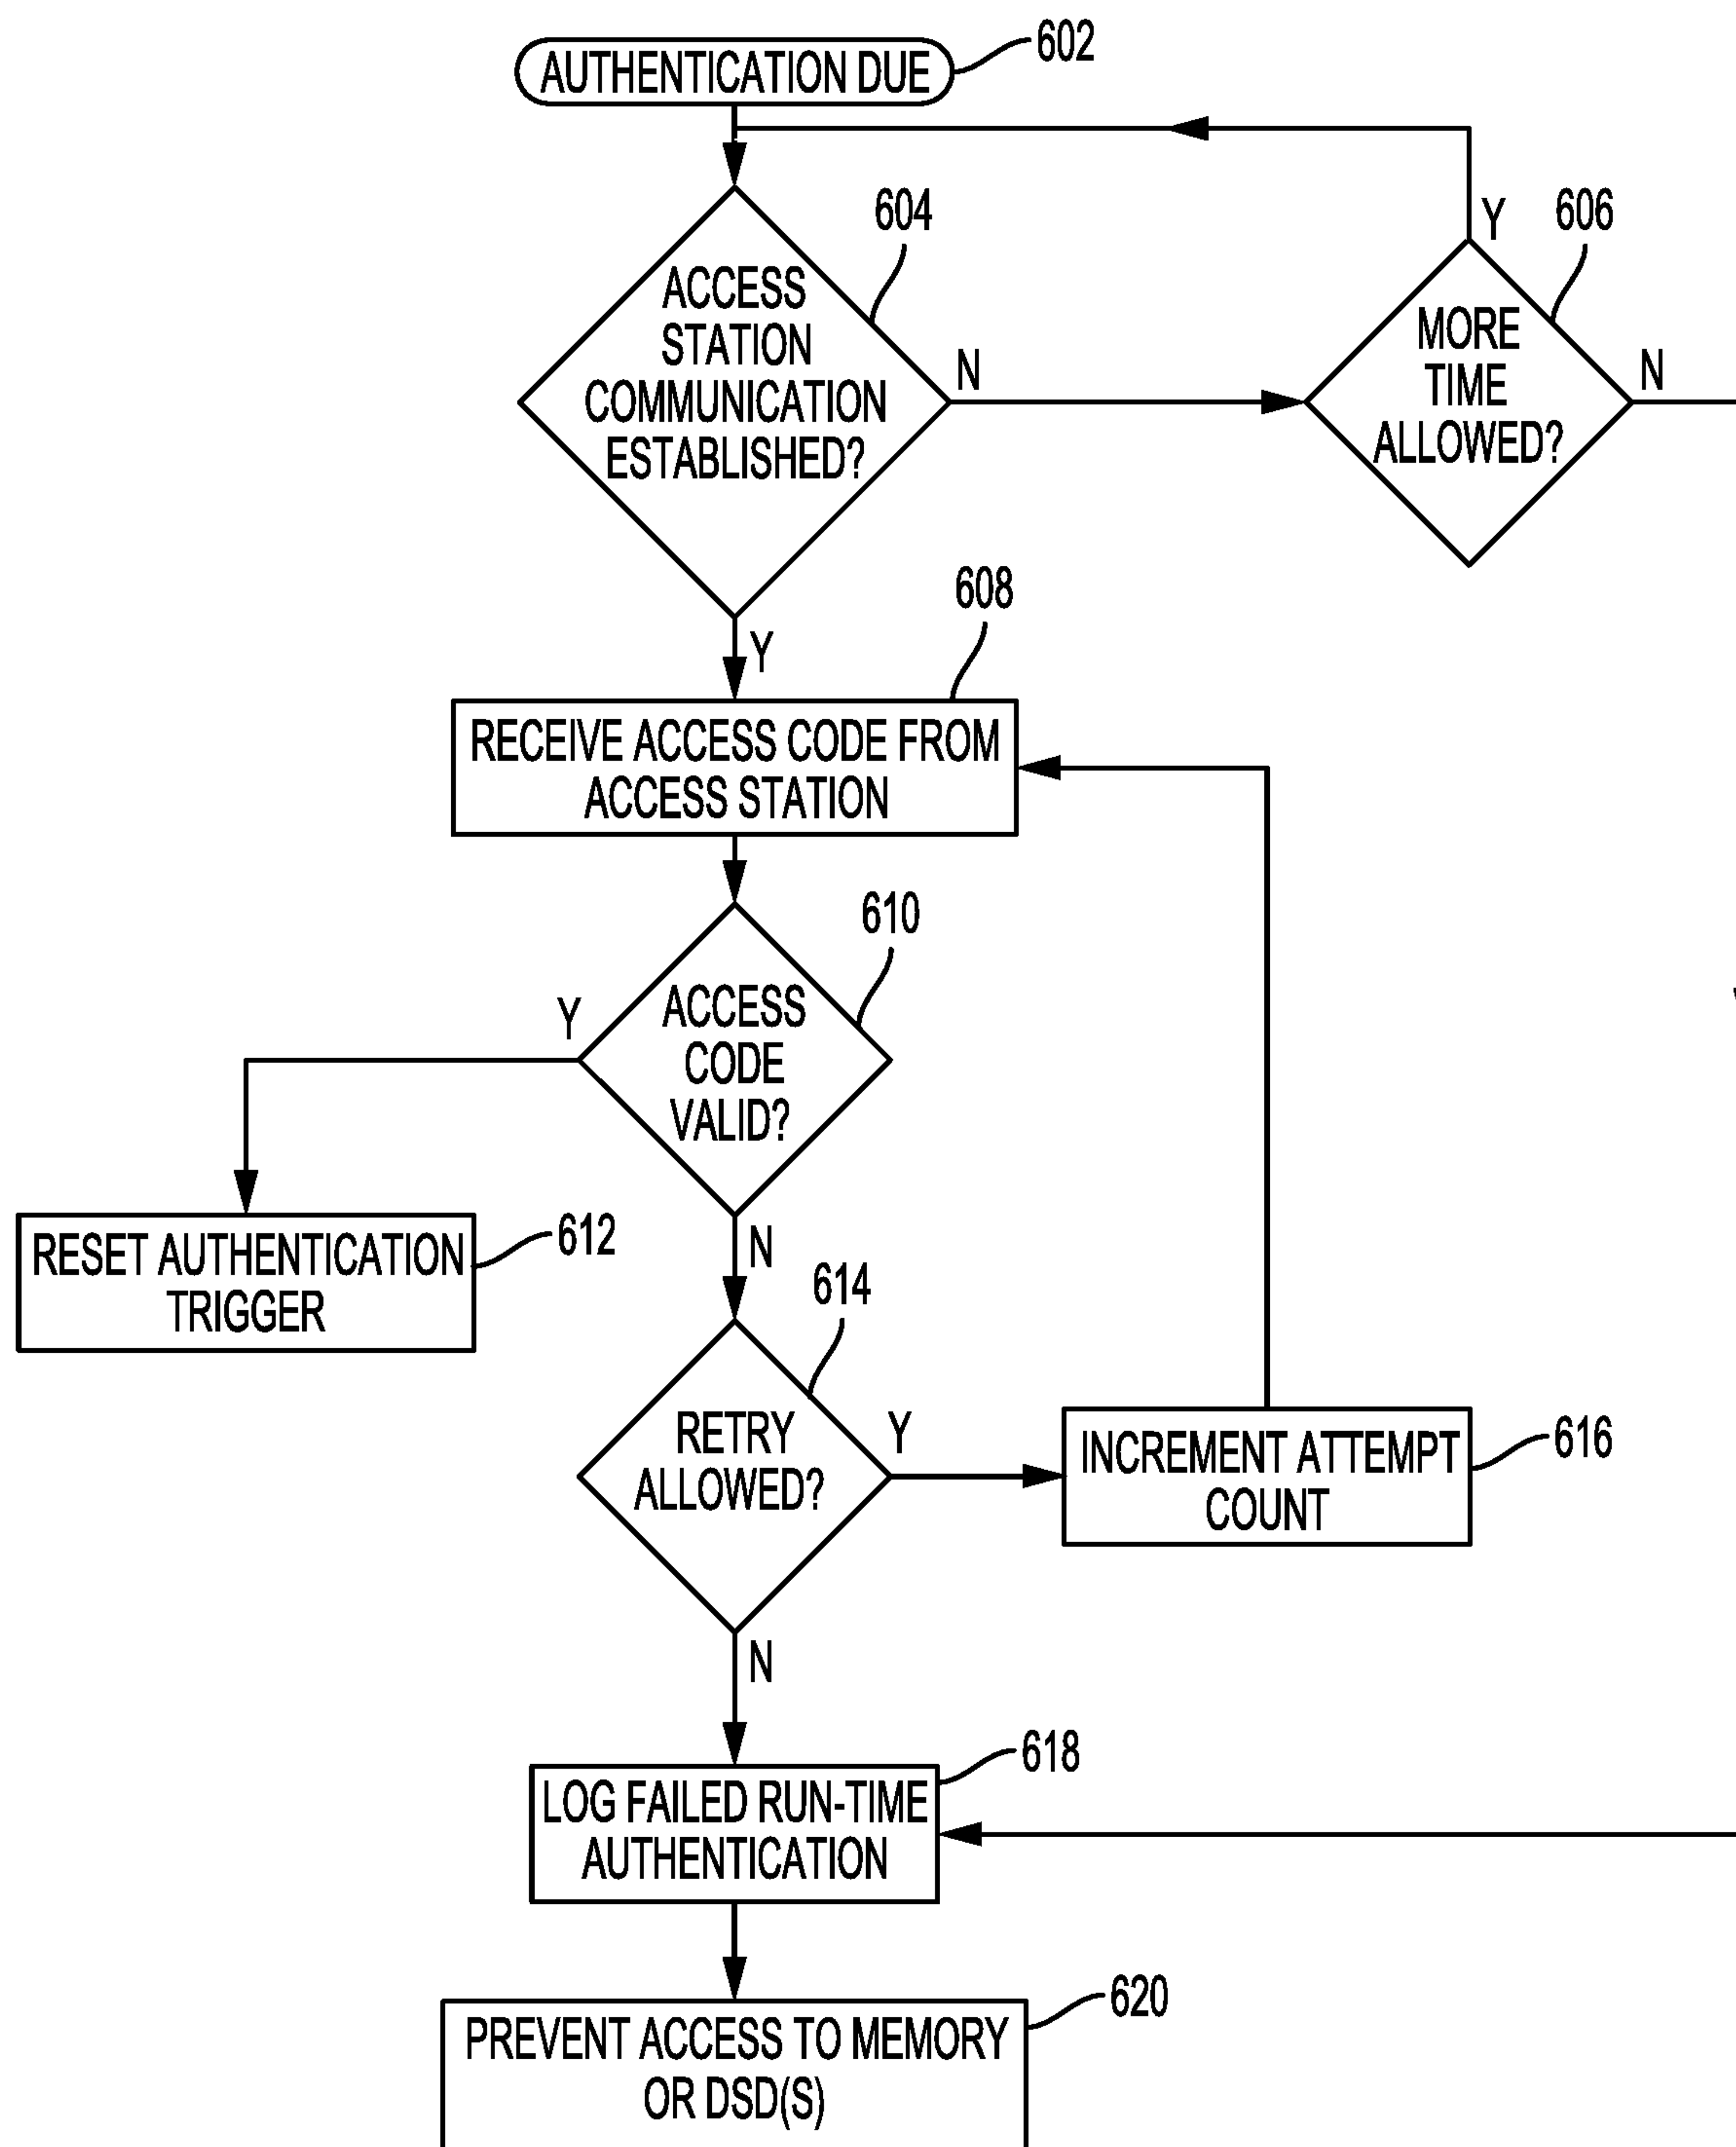 AUTHENTICATION DUE
602
604
ACCESS
STATION
COMMUNICATION
ESTABLISHED?
N
Y
606
MORE
TIME
ALLOWED?
N
Y
608
RECEIVE ACCESS CODE FROM
ACCESS STATION
610
ACCESS
CODE
VALID?
Y
N
RESET AUTHENTICATION
TRIGGER
612
614
RETRY
ALLOWED?
Y
INCREMENT ATTEMPT
COUNT
616
N
618
LOG FAILED RUN-TIME
AUTHENTICATION
620
PREVENT ACCESS TO MEMORY
OR DSD(S)